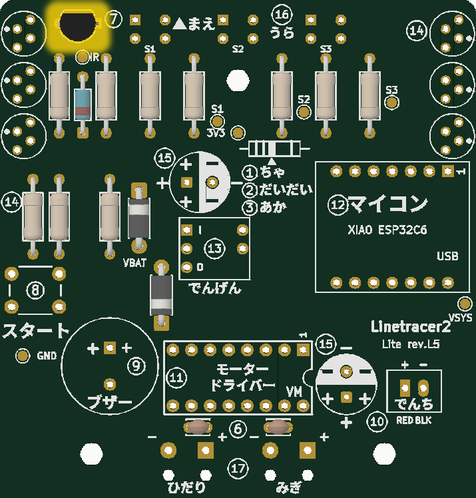 ⑦
▲まえ
⑯
うら
⑭
IR
S1
S2
S3
S1
S2
S3
3V3
⑮
①ちゃ
②だいだい
③あか
⑭
⑫マイコン
1
XIAO ESP32C6
USB
I
⑬
O
でんげん
VBAT
⑧
スタート
GND
VSYS
Linetracer2
Lite rev.L5
⑨
ブザー
⑪
モーター
ドライバー
VM
1
⑮
でんち
RED BLK
⑥
⑩
⑰
ひだり
みぎ